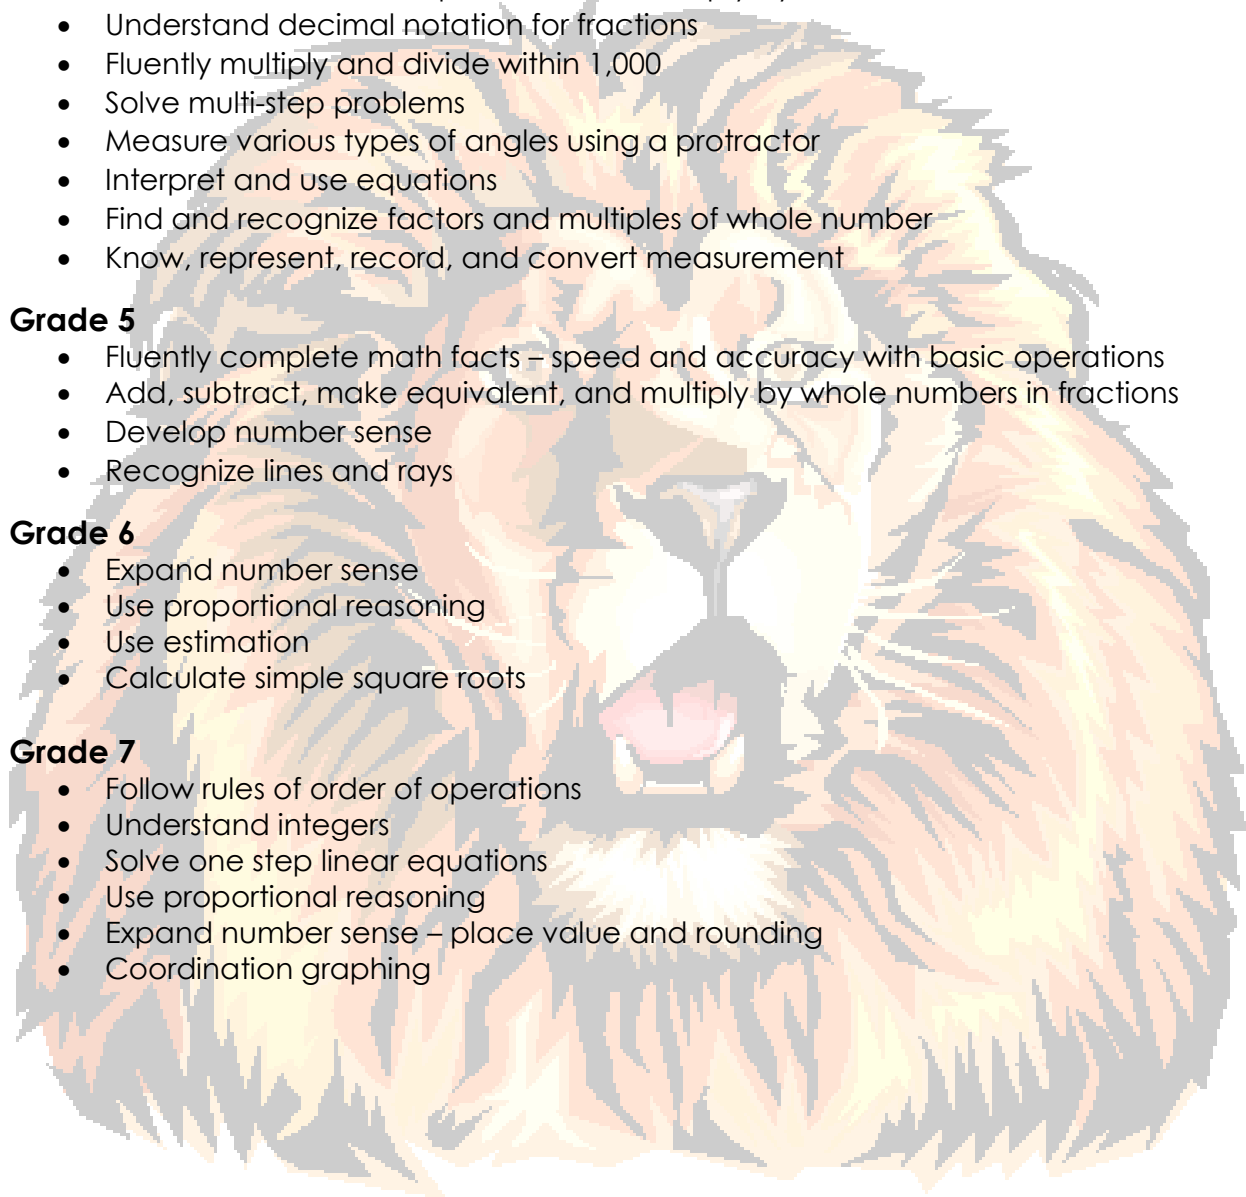 • Understand decimal notation for fractions
• Fluently multiply and divide within 1,000
• Solve multi-step problems
• Measure various types of angles using a protractor
• Interpret and use equations
• Find and recognize factors and multiples of whole number
• Know, represent, record, and convert measurement
Grade 5
• Fluently complete math facts – speed and accuracy with basic operations
• Add, subtract, make equivalent, and multiply by whole numbers in fractions
• Develop number sense
• Recognize lines and rays
Grade 6
• Expand number sense
• Use proportional reasoning
• Use estimation
• Calculate simple square roots
Grade 7
• Follow rules of order of operations
• Understand integers
• Solve one step linear equations
• Use proportional reasoning
• Expand number sense – place value and rounding
• Coordination graphing